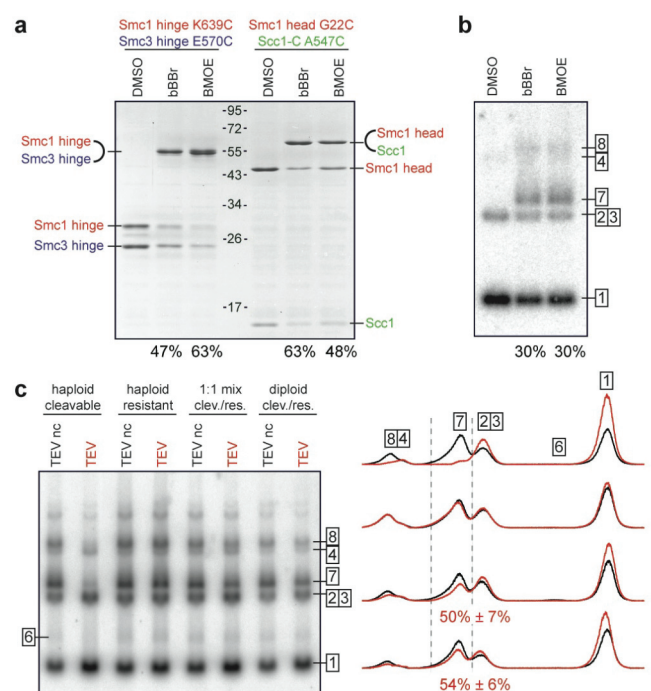 a
Smc1 hinge K639C Smc1 head G22C
Smc3 hinge E570C Scc1-C A547C
DMSO bBBr BMOE DMSO bBBr BMOE
-95-
-72-
Smc1 hinge
Smc3 hinge
-55-
Smc1 head
Scc1
-43-
Smc1 head
-34-
Smc1 hinge
-26-
Smc3 hinge
-17-
Scc1
47% 63% 63% 48%
b
DMSO bBBr BMOE
8
4
7
2 3
1
30% 30%
c
haploid cleavable
haploid resistant
1:1 mix clev./res.
diploid clev./res.
TEV nc TEV TEV nc TEV TEV nc TEV TEV nc TEV
8
4
7
2 3
6
1
8 4 7 2 3 6 1
50% ± 7%
54% ± 6%